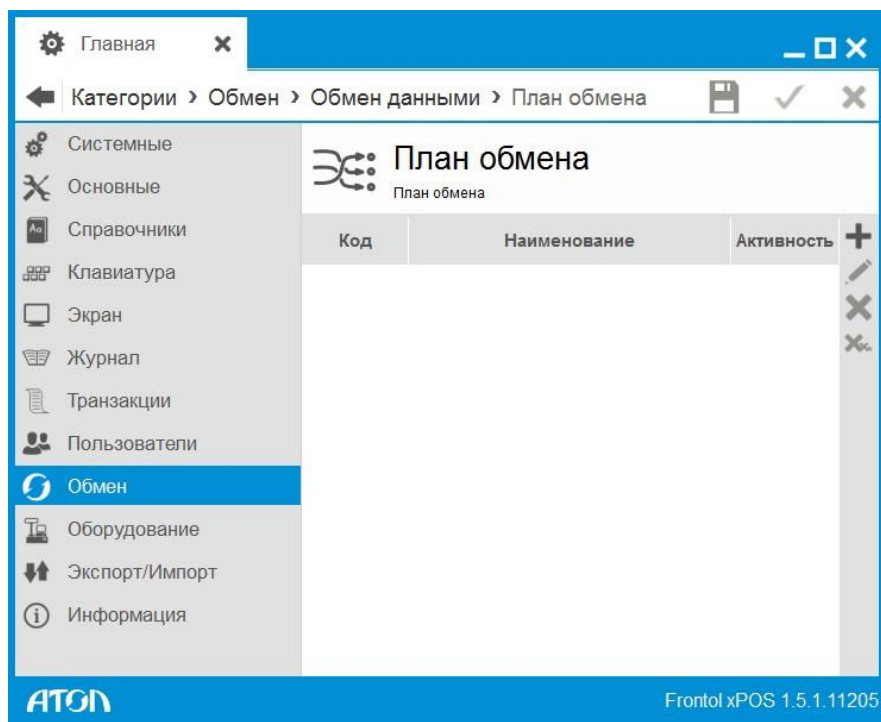 Главная
Категории › Обмен › Обмен данными › План обмена
Системные
Основные
Справочники
Клавиатура
Экран
Журнал
Транзакции
Пользователи
Обмен
Оборудование
Экспорт/Импорт
Информация
План обмена
План обмена
Код Наименование Активность
АТОЛ Frontol xPOS 1.5.1.11205